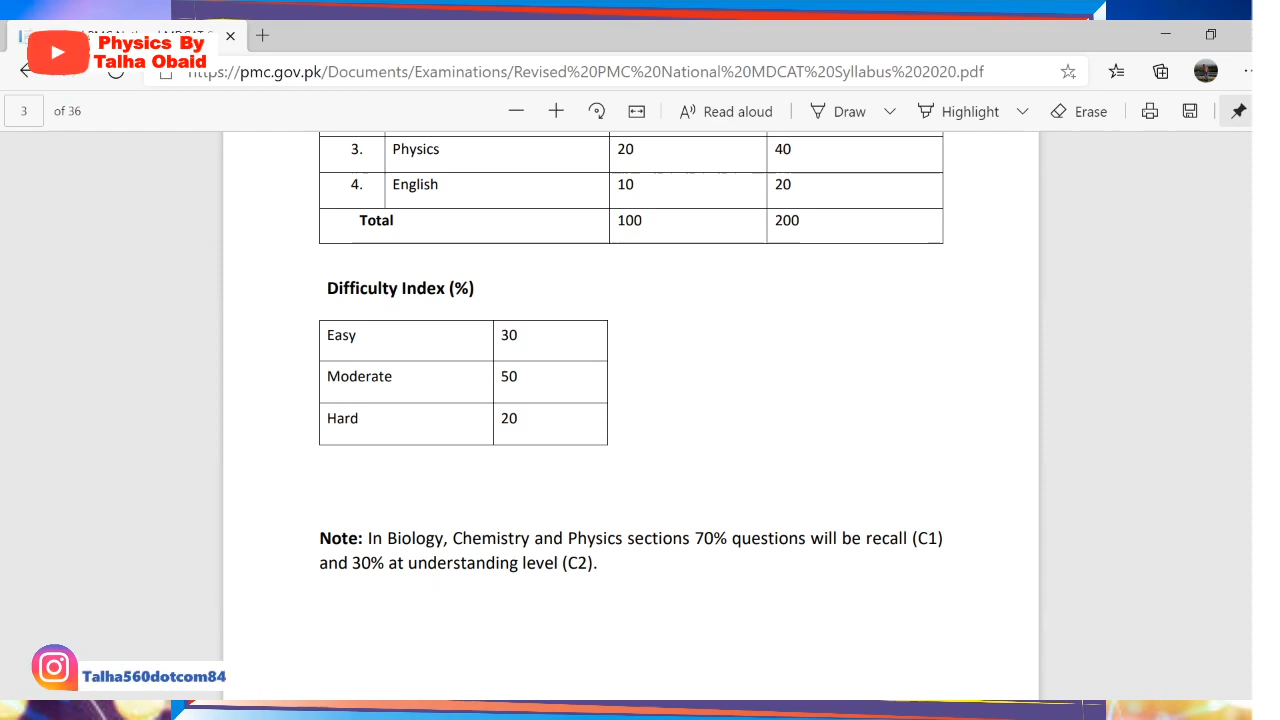 Physics By
Talha Obaid
https://pmc.gov.pk/Documents/Examinations/Revised%20PMC%20National%20MDCAT%20Syllabus%202020.pdf
3 of 36 Read aloud Draw Highlight Erase
3. Physics 20 40
4. English 10 20
Total 100 200
Difficulty Index (%)
Easy 30
Moderate 50
Hard 20
Note: In Biology, Chemistry and Physics sections 70% questions will be recall (C1)
and 30% at understanding level (C2).
Talha560dotcom84